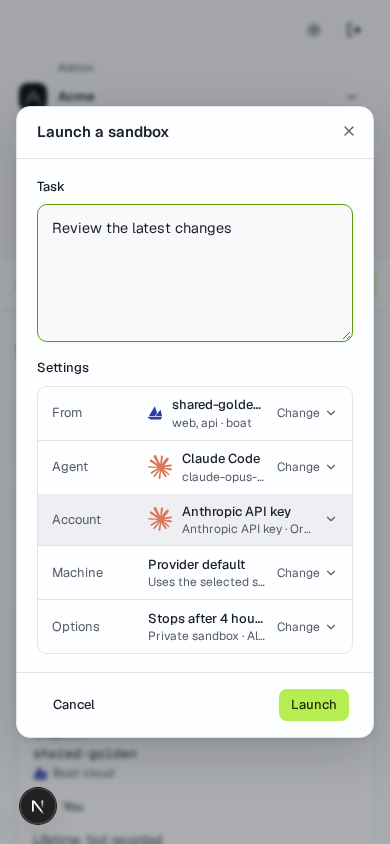 Admin
Acme
Launch a sandbox
Task
Review the latest changes
Settings
From
shared-golde...
web, api · boat
Change
Agent
Claude Code
claude-opus-...
Change
Account
Anthropic API key
Anthropic API key · Or...
Machine
Provider default
Uses the selected s...
Change
Options
Stops after 4 hou...
Private sandbox · Al...
Change
Cancel
Launch
shared-golden
Boat cloud
N
You
Lifetime: Not recorded